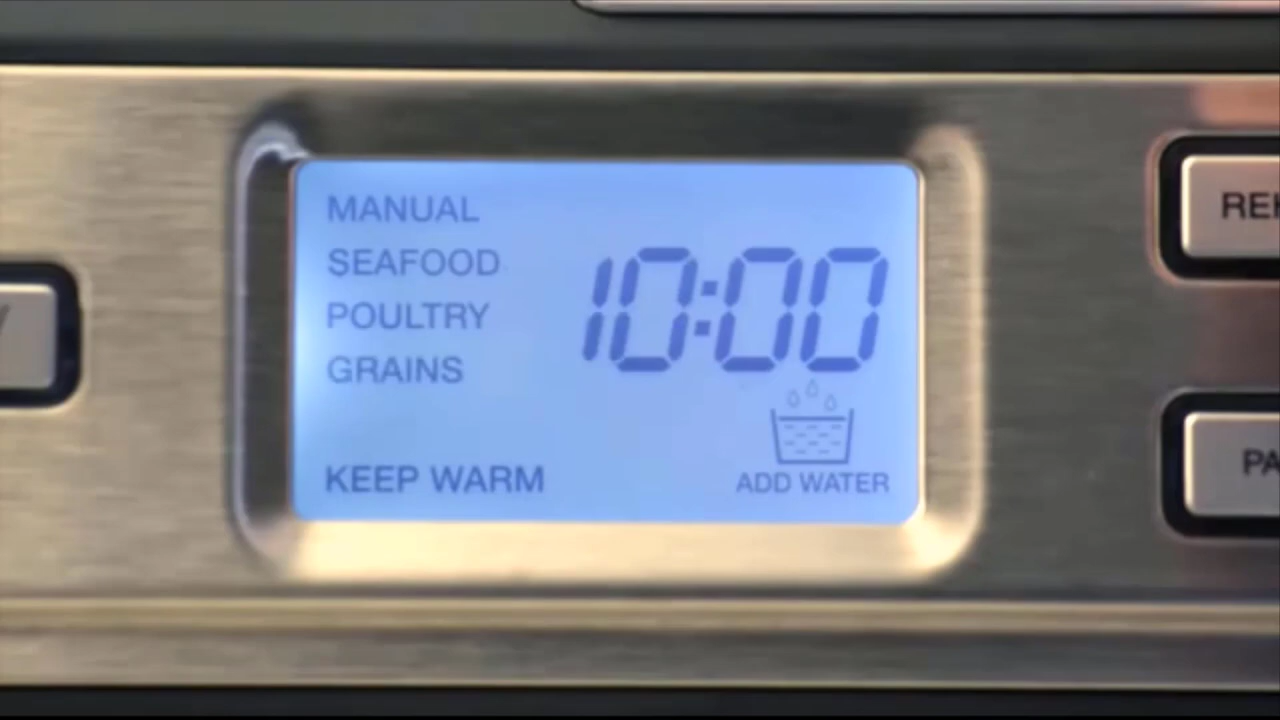 MANUAL
SEAFOOD
POULTRY
GRAINS
10:00
KEEP WARM
ADD WATER